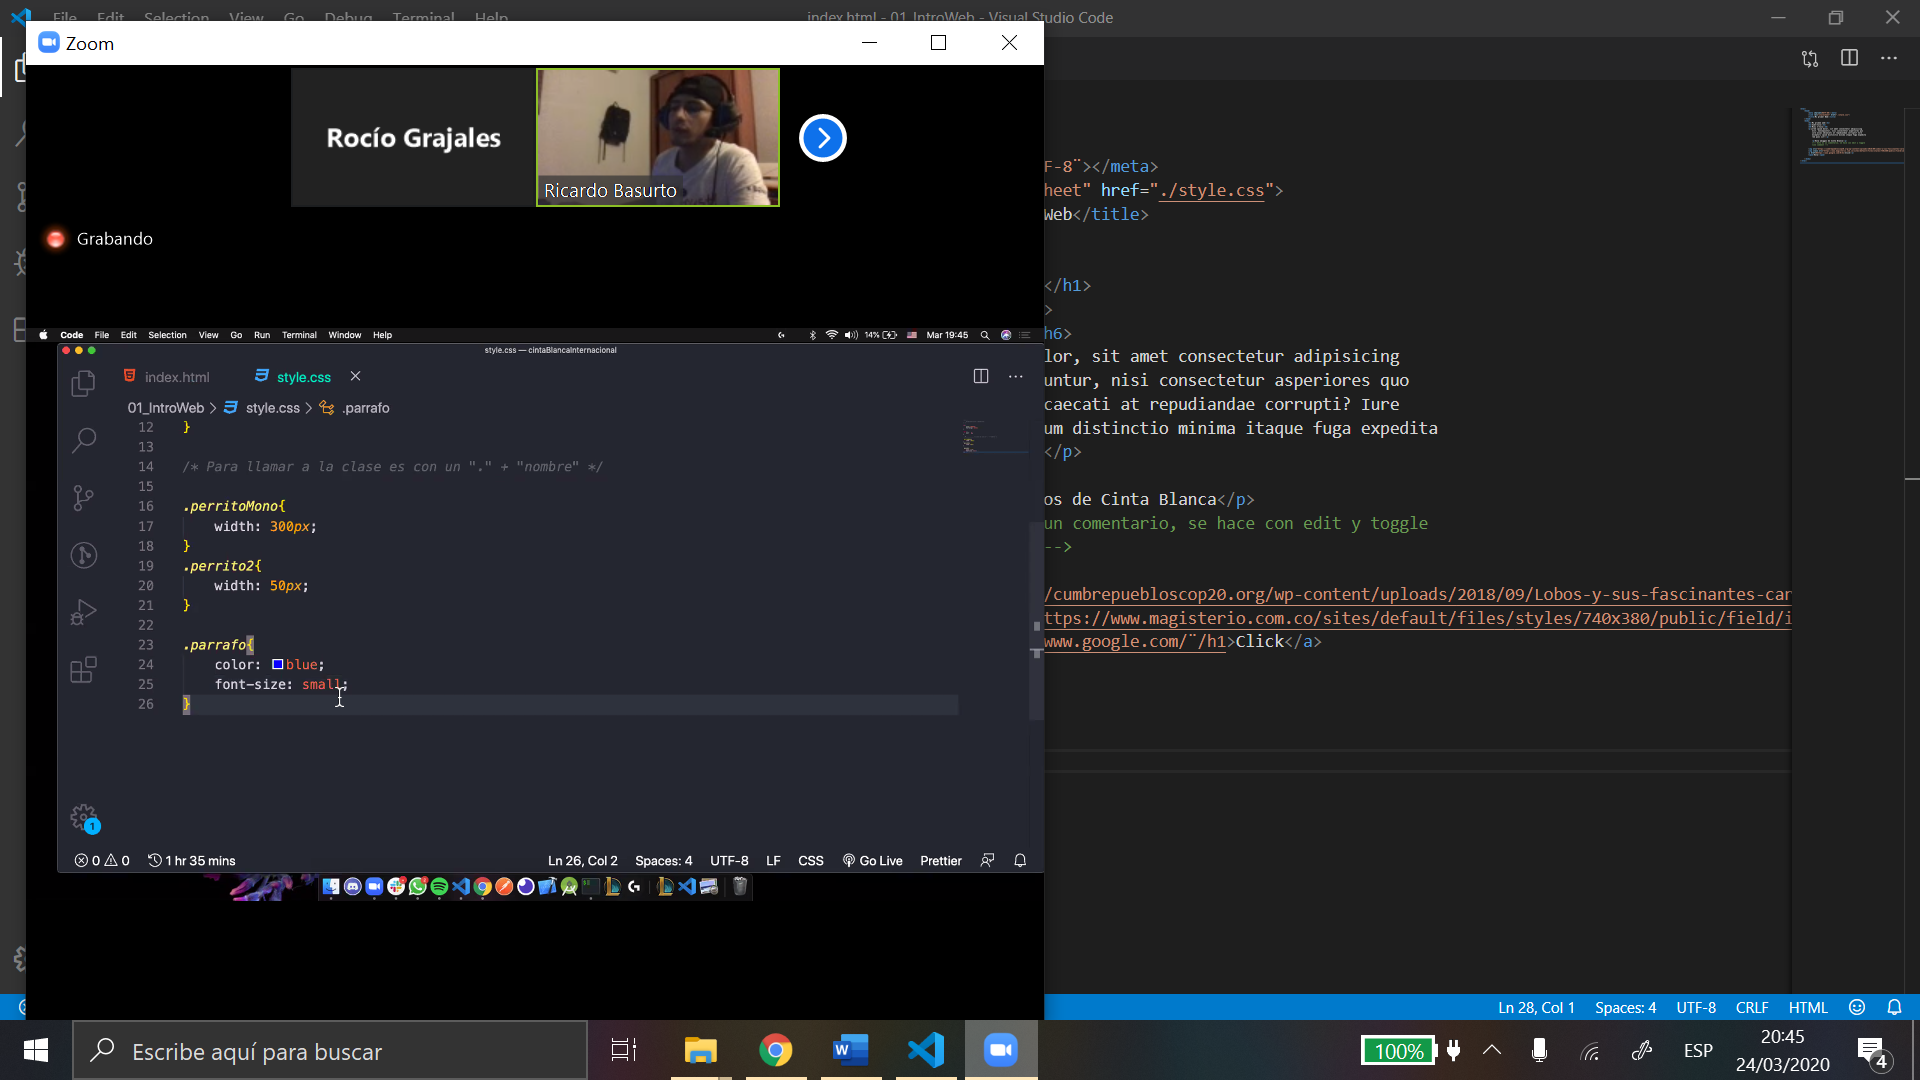 File Edit Selection View Go Debug Terminal Help
index.html - 01_IntroWeb - Visual Studio Code
Zoom
Rocío Grajales
Ricardo Basurto
Grabando
Code File Edit Selection View Go Run Terminal Window Help
14% Mar 19:45
style.css — cintaBlancaInternacional
index.html style.css
01_IntroWeb > style.css > .parrafo
12 }
13
14 /* Para llamar a la clase es con un "." + "nombre" */
15
16 .perritoMono{
17 width: 300px;
18 }
19 .perrito2{
20 width: 50px;
21 }
22
23 .parrafo{
24 color: blue;
25 font-size: small;
26 }
1
0 0 1 hr 35 mins Ln 26, Col 2 Spaces: 4 UTF-8 LF CSS Go Live Prettier
F-8¨></meta>
heet" href="./style.css">
Web</title>
</h1>
>
h6>
lor, sit amet consectetur adipisicing
untur, nisi consectetur asperiores quo
caecati at repudiandae corrupti? Iure
um distinctio minima itaque fuga expedita
</p>
os de Cinta Blanca</p>
un comentario, se hace con edit y toggle
-->
/cumbrepuebloscop20.org/wp-content/uploads/2018/09/Lobos-y-sus-fascinantes-car
ttps://www.magisterio.com.co/sites/default/files/styles/740x380/public/field/i
www.google.com/¨/h1>Click</a>
Ln 28, Col 1 Spaces: 4 UTF-8 CRLF HTML
Escribe aquí para buscar
100%
ESP
20:45
24/03/2020
4